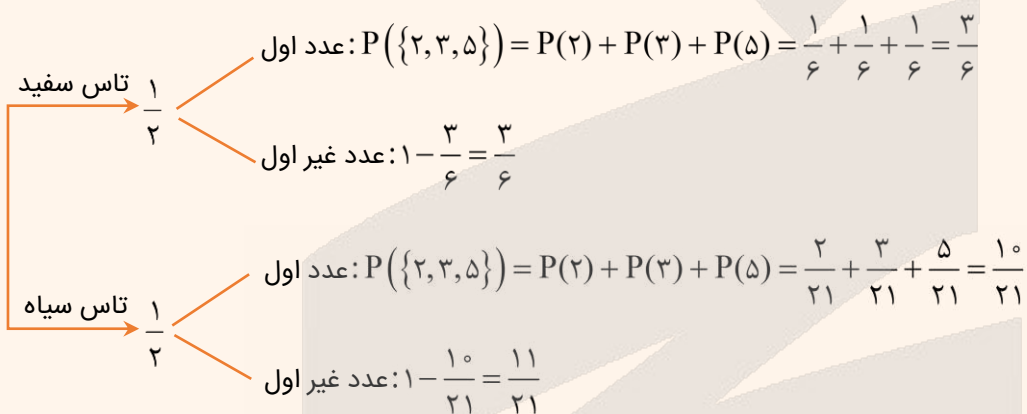 عدد اول: P({۲,۳,۵}) = P(۲) + P(۳) + P(۵) = ۱/۶ + ۱/۶ + ۱/۶ = ۳/۶
تاس سفید ۱/۲
عدد غیر اول: ۱ − ۳/۶ = ۳/۶
عدد اول: P({۲,۳,۵}) = P(۲) + P(۳) + P(۵) = ۲/۲۱ + ۳/۲۱ + ۵/۲۱ = ۱۰/۲۱
تاس سیاه ۱/۲
عدد غیر اول: ۱ − ۱۰/۲۱ = ۱۱/۲۱